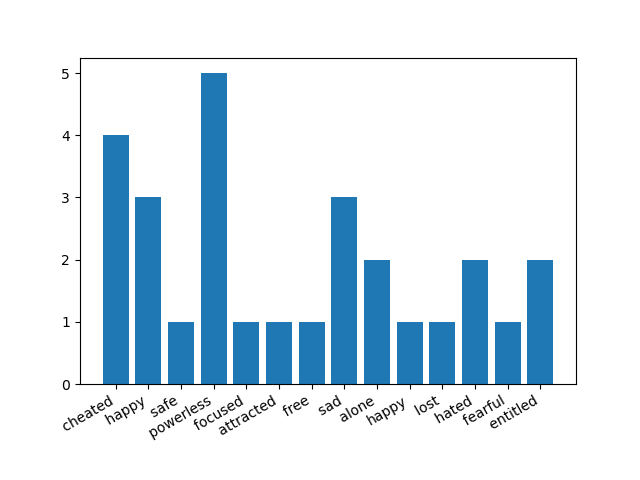 5
4
3
2
1
0
cheated
happy
safe
powerless
focused
attracted
free
sad
alone
happy
lost
hated
fearful
entitled